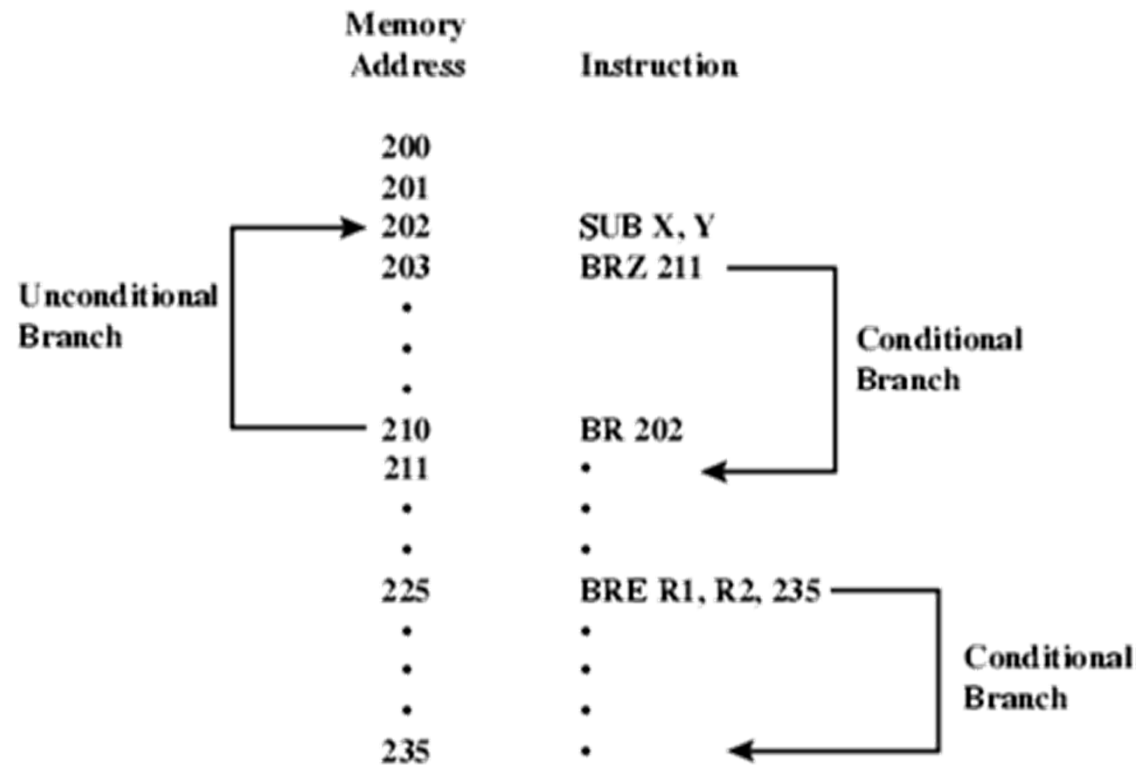 Memory
Address Instruction
200
201
202 SUB X, Y
203 BRZ 211
Unconditional
Branch
Conditional
Branch
210 BR 202
211
225 BRE R1, R2, 235
Conditional
Branch
235